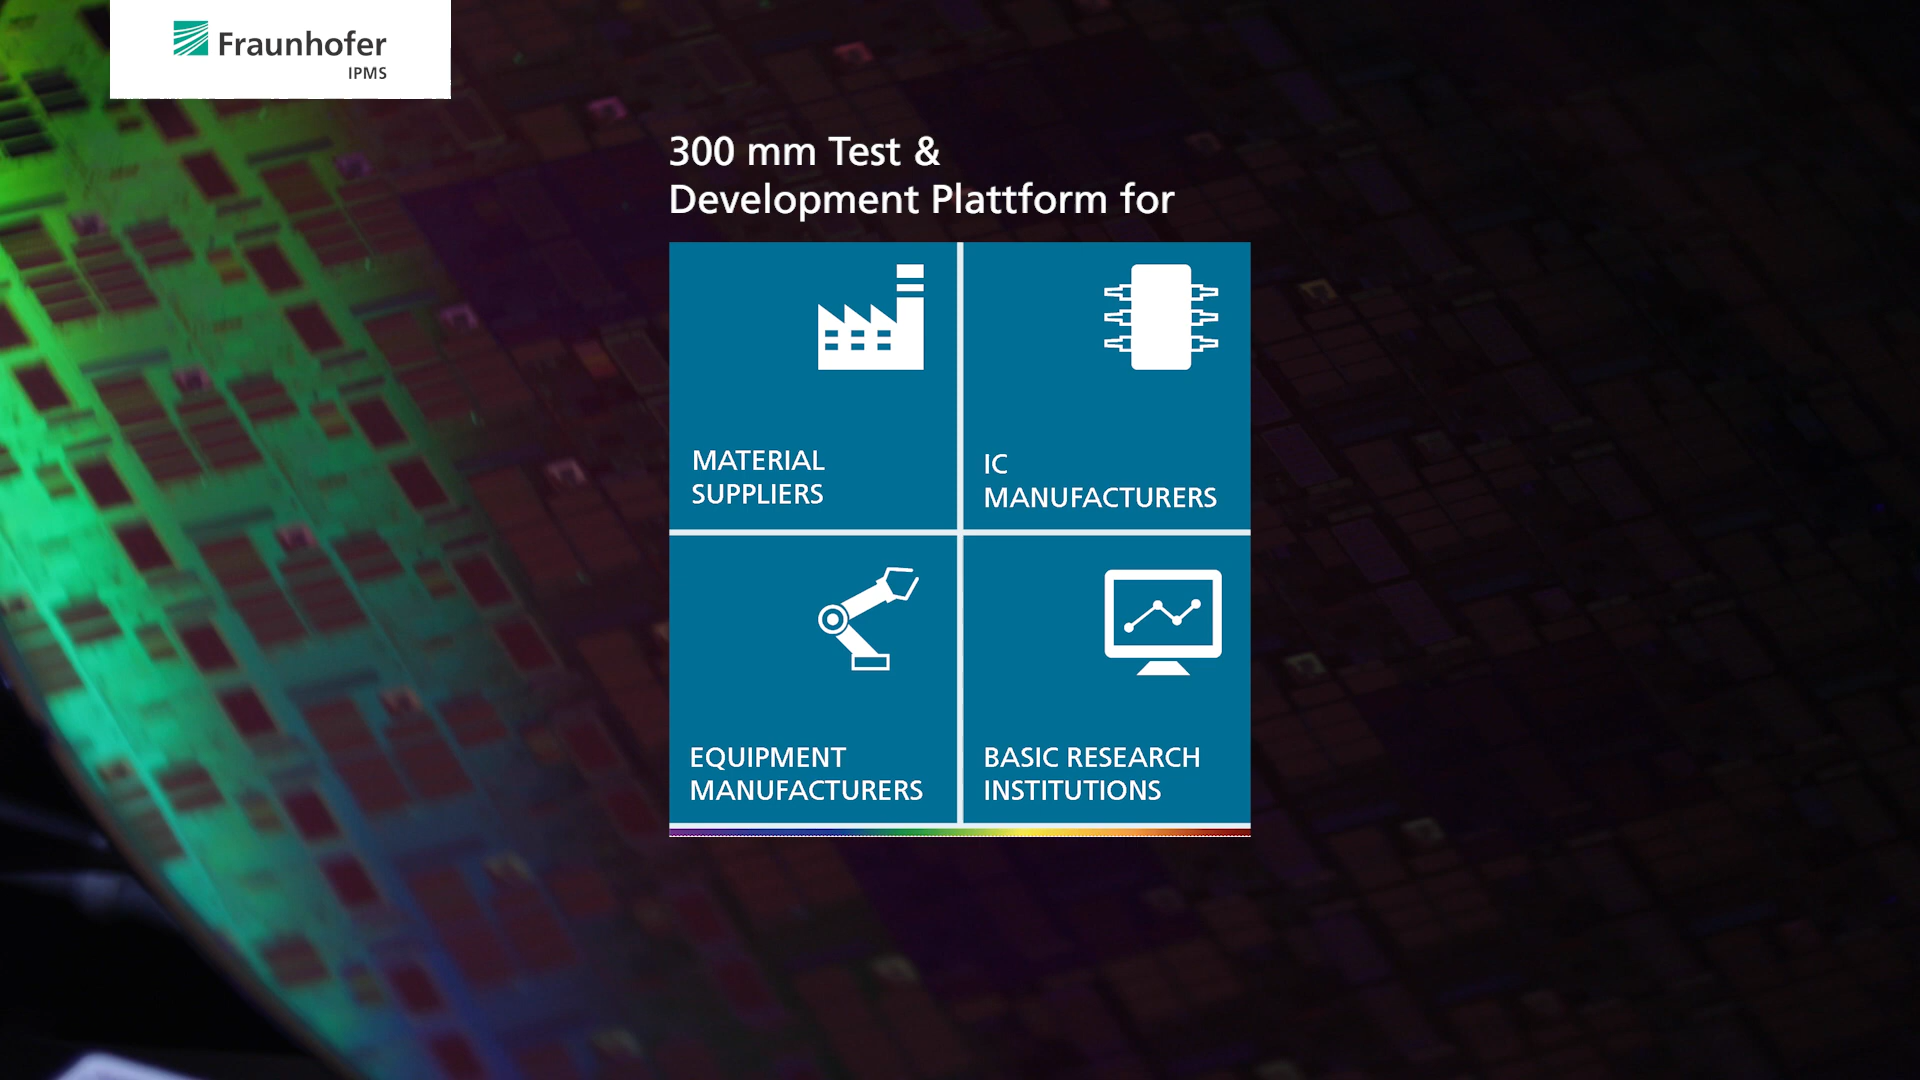 Fraunhofer
IPMS
300 mm Test &
Development Plattform for
MATERIAL
SUPPLIERS
IC
MANUFACTURERS
EQUIPMENT
MANUFACTURERS
BASIC RESEARCH
INSTITUTIONS